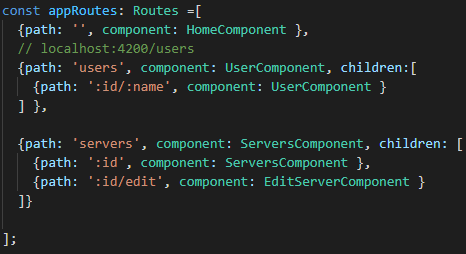 const appRoutes: Routes =[
  {path: '', component: HomeComponent },
  // localhost:4200/users
  {path: 'users', component: UserComponent, children:[
    {path: ':id/:name', component: UserComponent }
  ] },

  {path: 'servers', component: ServersComponent, children: [
    {path: ':id', component: ServersComponent },
    {path: ':id/edit', component: EditServerComponent }
  ]}

];